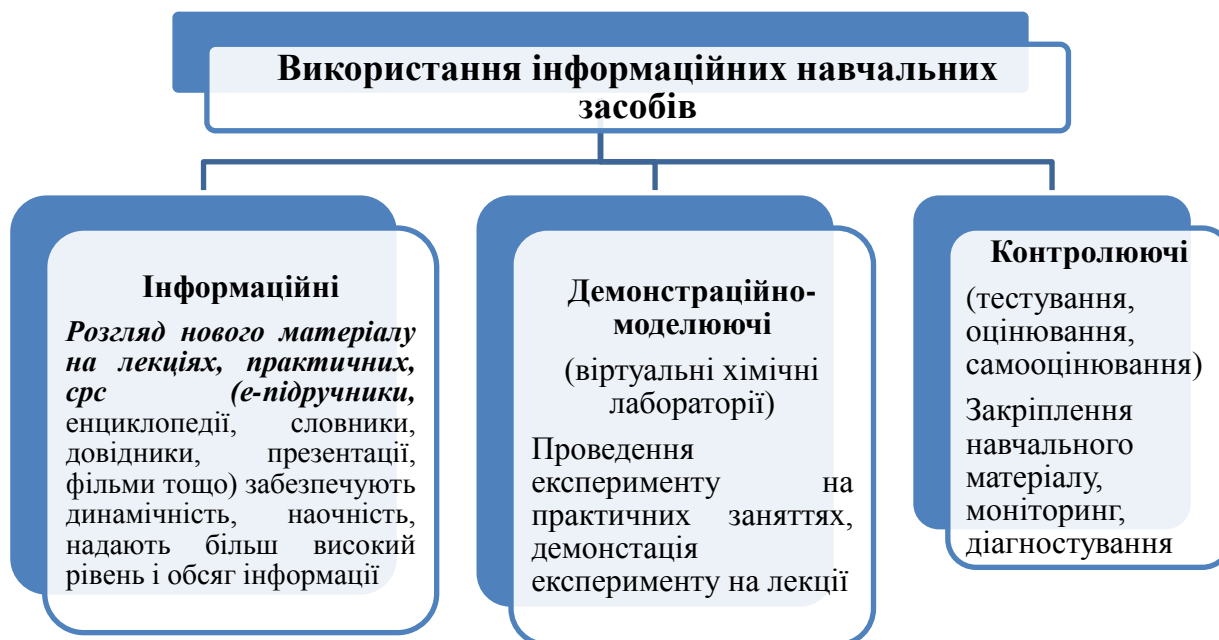 Використання інформаційних навчальних
засобів
Інформаційні
Розгляд нового матеріалу
на лекціях, практичних,
срс (е-підручники,
енциклопедії, словники,
довідники, презентації,
фільми тощо) забезпечують
динамічність, наочність,
надають більш високий
рівень і обсяг інформації
Демонстраційно-
моделюючі
(віртуальні хімічні
лабораторії)
Проведення
експерименту на
практичних заняттях,
демонстація
експерименту на лекції
Контролюючі
(тестування,
оцінювання,
самооцінювання)
Закріплення
навчального
матеріалу,
моніторинг,
діагностування